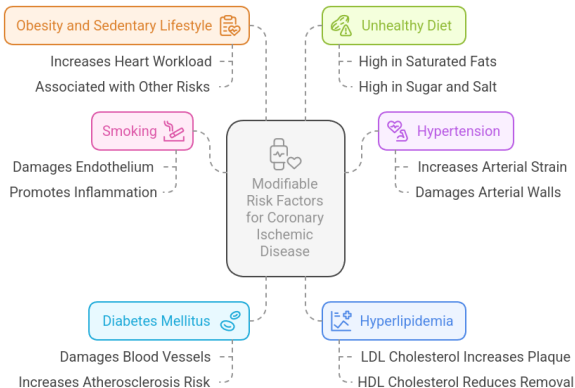 Obesity and Sedentary Lifestyle
Increases Heart Workload
Associated with Other Risks
Unhealthy Diet
High in Saturated Fats
High in Sugar and Salt
Smoking
Damages Endothelium
Promotes Inflammation
Hypertension
Increases Arterial Strain
Damages Arterial Walls
Modifiable
Risk Factors
for Coronary
Ischemic
Disease
Diabetes Mellitus
Damages Blood Vessels
Increases Atherosclerosis Risk
Hyperlipidemia
LDL Cholesterol Increases Plaque
HDL Cholesterol Reduces Removal